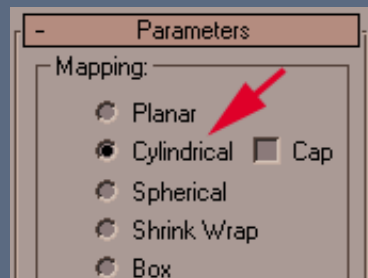 - Parameters
Mapping:
Planar
Cylindrical Cap
Spherical
Shrink Wrap
Box